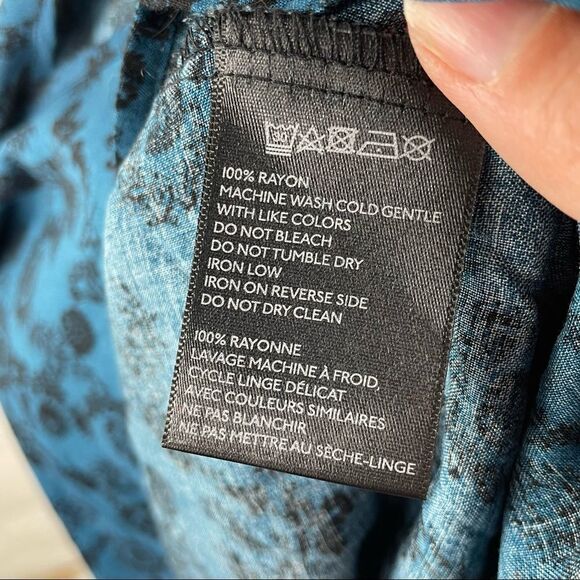 100% RAYON
MACHINE WASH COLD GENTLE
WITH LIKE COLORS
DO NOT BLEACH
DO NOT TUMBLE DRY
IRON LOW
IRON ON REVERSE SIDE
DO NOT DRY CLEAN
100% RAYONNE
LAVAGE MACHINE À FROID,
CYCLE LINGE DÉLICAT
AVEC COULEURS SIMILAIRES
NE PAS BLANCHIR
NE PAS METTRE AU SÈCHE-LINGE